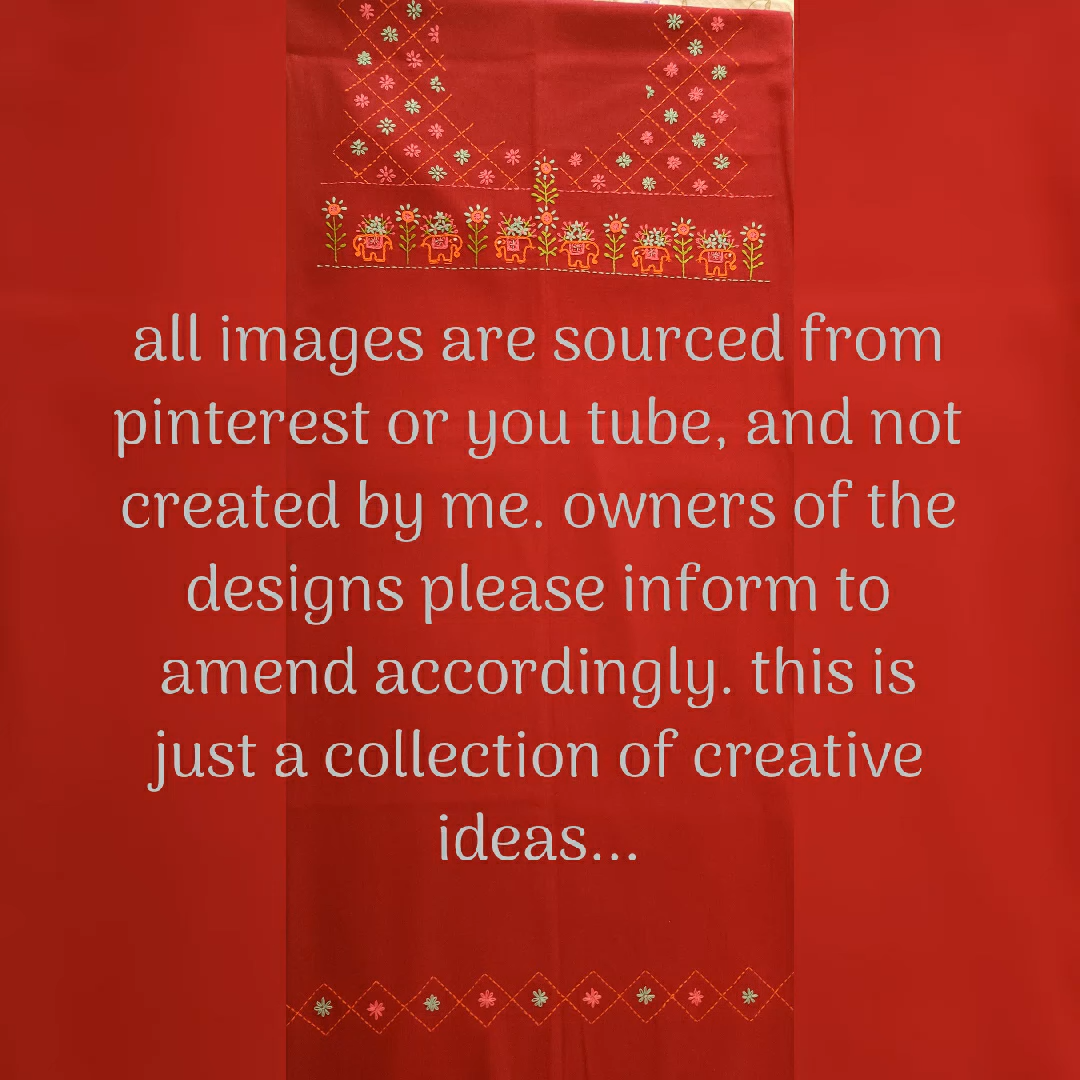 all images are sourced from
pinterest or you tube, and not
created by me. owners of the
designs please inform to
amend accordingly. this is
just a collection of creative
ideas...